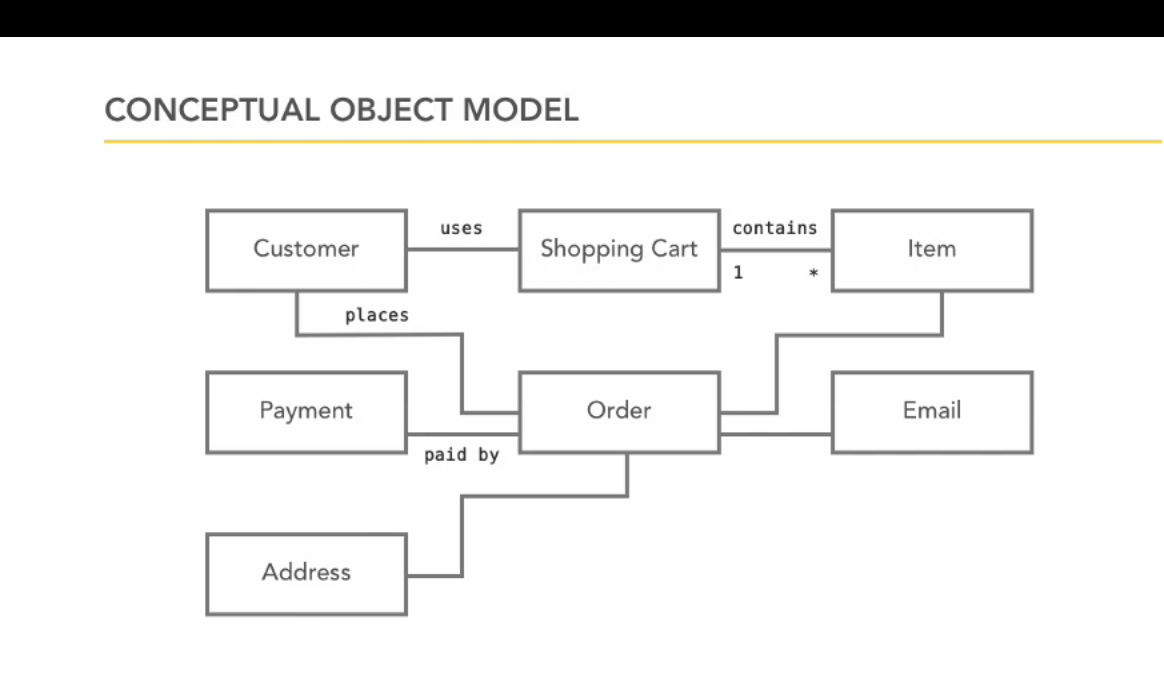 CONCEPTUAL OBJECT MODEL
Customer
uses
Shopping Cart
contains
Item
1
*
places
Payment
Order
Email
paid by
Address